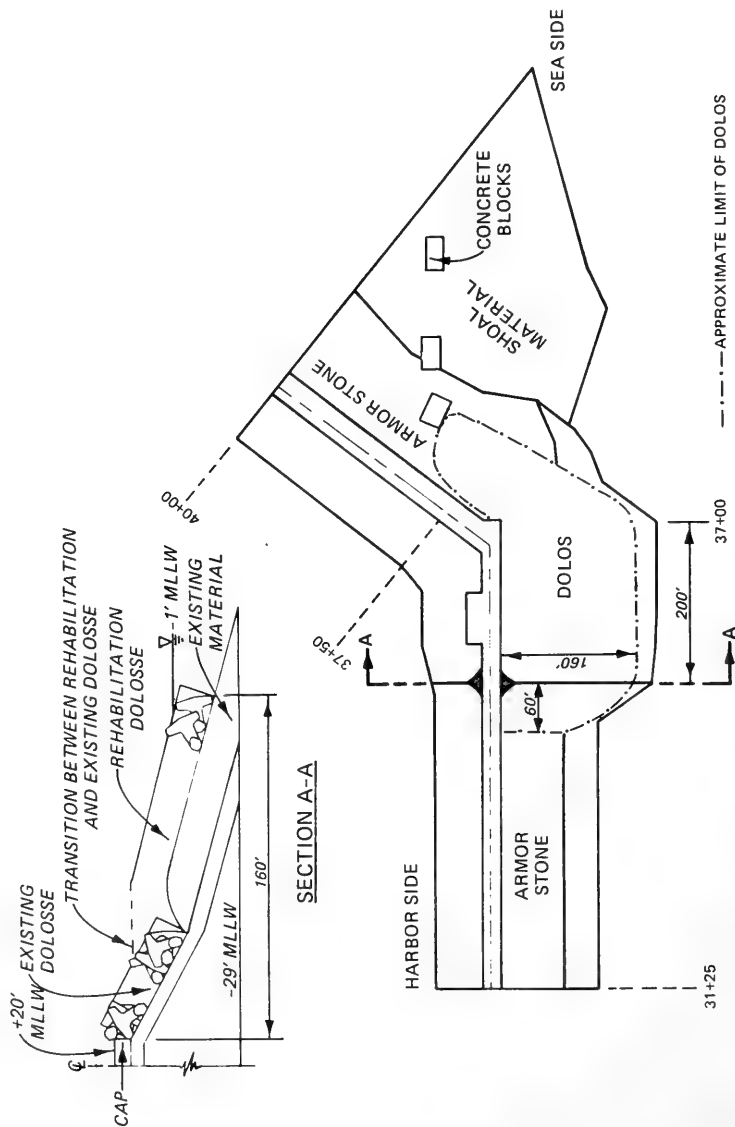 +20'
MLLW
EXISTING
DOLOSSE
TRANSITION BETWEEN REHABILITATION
AND EXISTING DOLOSSE
REHABILITATION
DOLOSSE
-1' MLLW
EXISTING
MATERIAL
℄
CAP
-29' MLLW
160'
SECTION A-A
40+00
37+50
HARBOR SIDE
ARMOR STONE
SHOAL
MATERIAL
CONCRETE
BLOCKS
SEA SIDE
A
ARMOR
STONE
60'
160'
DOLOS
200'
A
31+25
37+00
APPROXIMATE LIMIT OF DOLOS